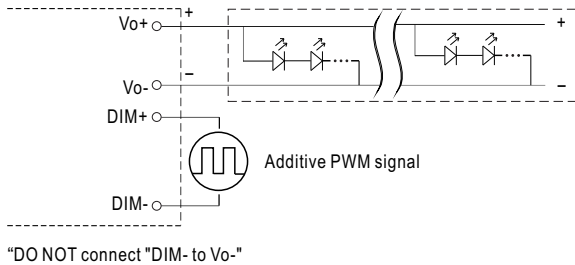 Vo+
+
+
Vo-
–
–
DIM+
Additive PWM signal
DIM-
“DO NOT connect "DIM- to Vo-"